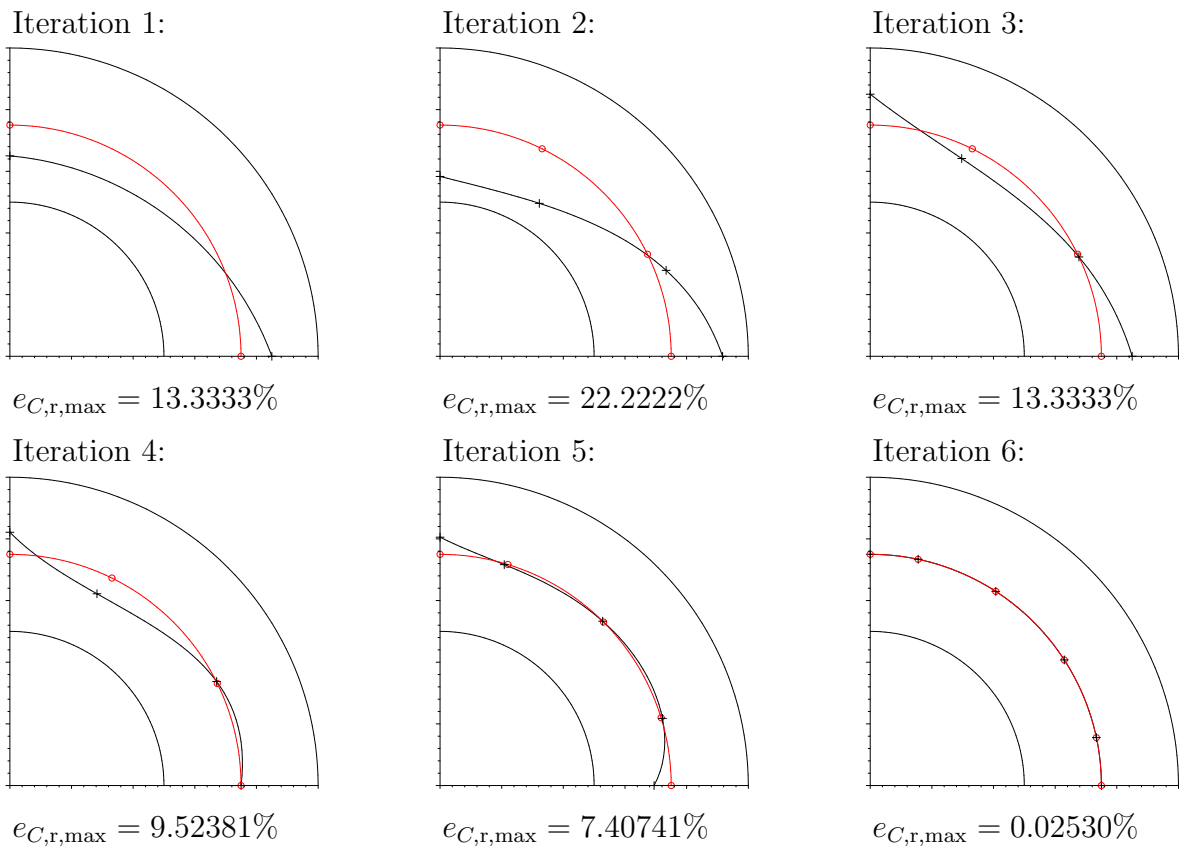 Iteration 1:
Iteration 2:
Iteration 3:
e_{C,r,max} = 13.3333%
e_{C,r,max} = 22.2222%
e_{C,r,max} = 13.3333%
Iteration 4:
Iteration 5:
Iteration 6:
e_{C,r,max} = 9.52381%
e_{C,r,max} = 7.40741%
e_{C,r,max} = 0.02530%